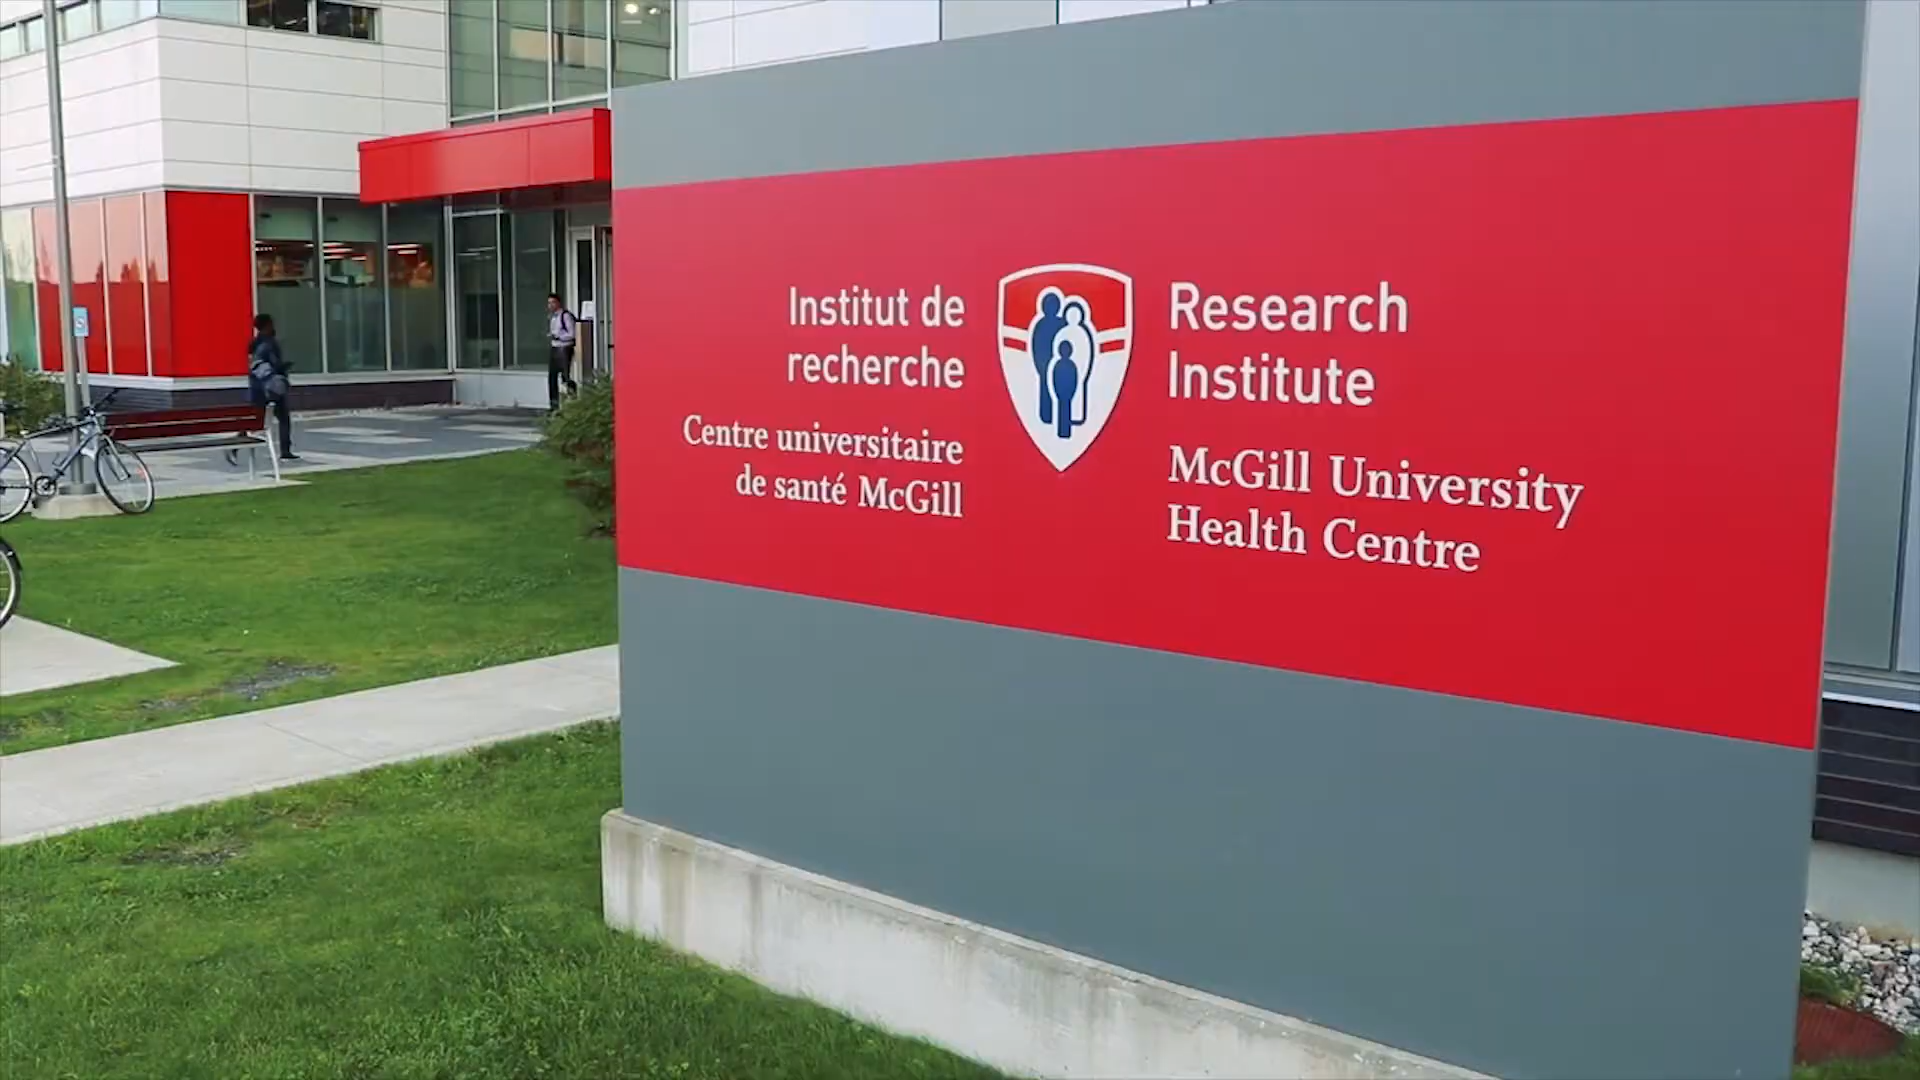 Institut de
recherche
Centre universitaire
de santé McGill
Research
Institute
McGill University
Health Centre